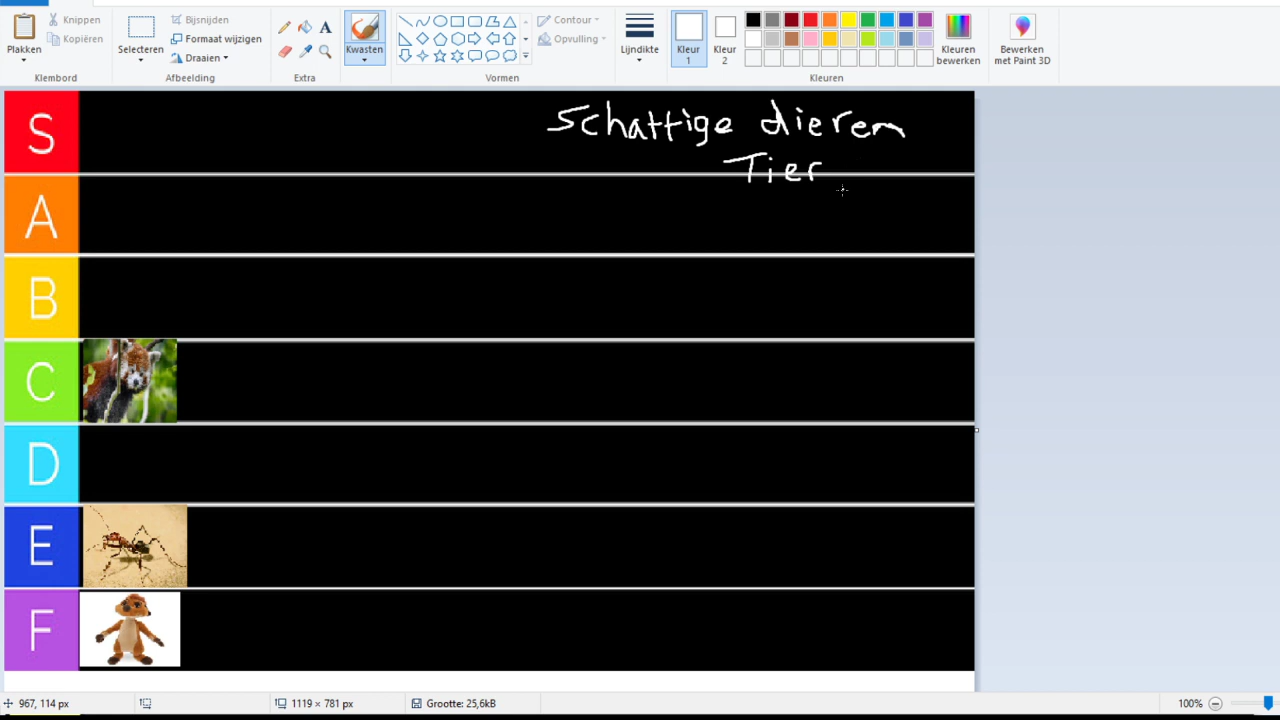 Plakken
Knippen
Kopiëren
Klembord
Selecteren
Bijsnijden
Formaat wijzigen
Draaien
Afbeelding
A
Extra
Kwasten
Contour
Opvulling
Vormen
Lijndikte
Kleur
1
Kleur
2
Kleuren
bewerken
Kleuren
Bewerken
met Paint 3D
S
Schattige dieren
Tier
A
B
C
D
E
F
967, 114 px
1119 × 781 px
Grootte: 25,6kB
100%